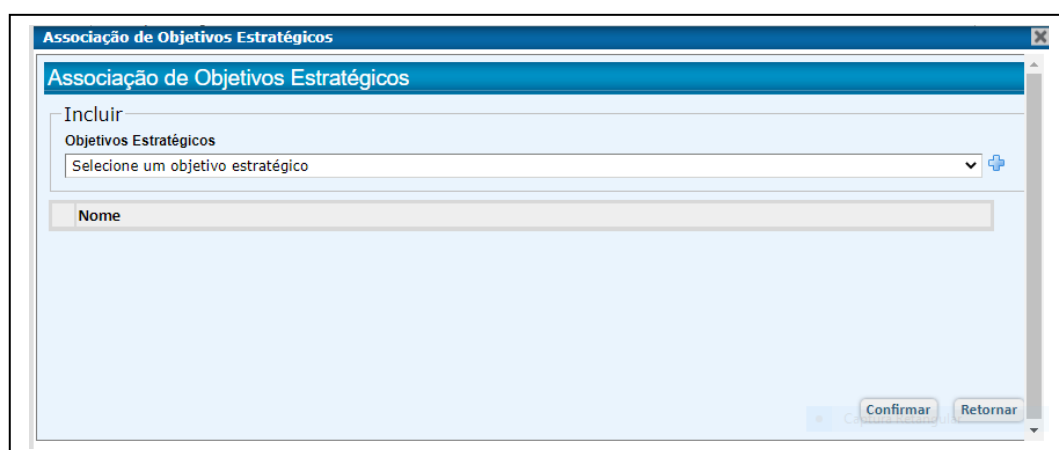 Associação de Objetivos Estratégicos
Associação de Objetivos Estratégicos
Incluir
Objetivos Estratégicos
Selecione um objetivo estratégico
Nome
Confirmar
Retornar